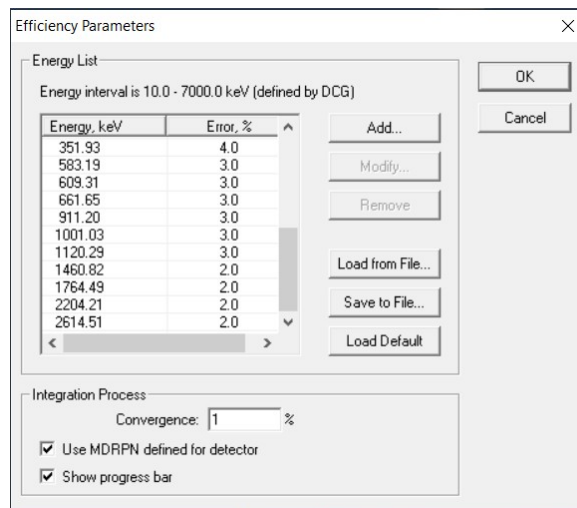 Efficiency Parameters
Energy List
Energy interval is 10.0 - 7000.0 keV (defined by DCG)
Energy, keV Error, %
351.93 4.0
583.19 3.0
609.31 3.0
661.65 3.0
911.20 3.0
1001.03 3.0
1120.29 3.0
1460.82 2.0
1764.49 2.0
2204.21 2.0
2614.51 2.0
Add...
Modify...
Remove
Load from File...
Save to File...
Load Default
OK
Cancel
Integration Process
Convergence: 1 %
Use MDRPN defined for detector
Show progress bar